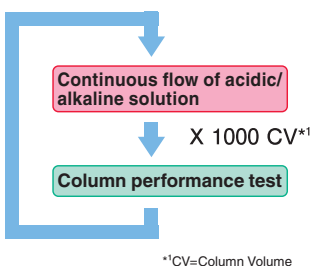 Continuous flow of acidic/
alkaline solution
X 1000 CV*1
Column performance test
*1CV=Column Volume